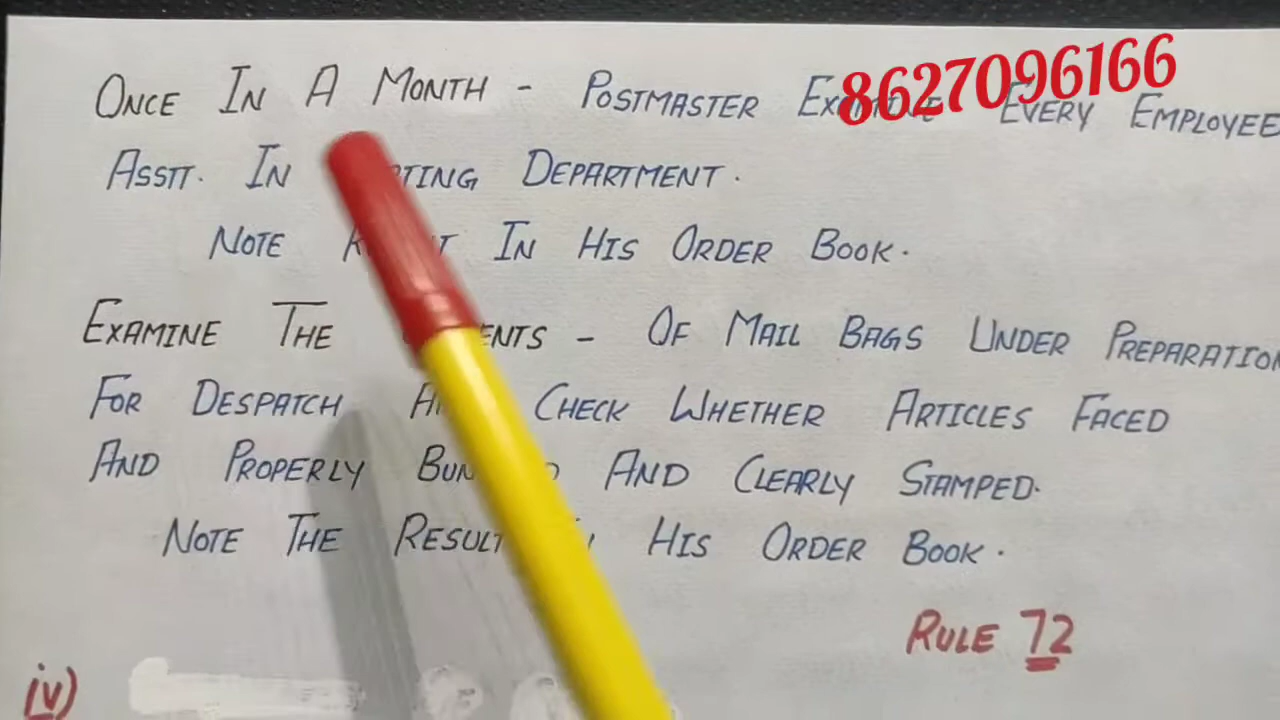 8627096166
ONCE IN A MONTH - POSTMASTER EXAMINE EVERY EMPLOYEE
ASSTT. IN DEPARTMENT.
NOTE IN HIS ORDER BOOK.
EXAMINE THE - OF MAIL BAGS UNDER PREPARATION
FOR DESPATCH CHECK WHETHER ARTICLES FACED
AND PROPERLY AND CLEARLY STAMPED.
NOTE THE RESULT HIS ORDER BOOK.
RULE 72
iv)